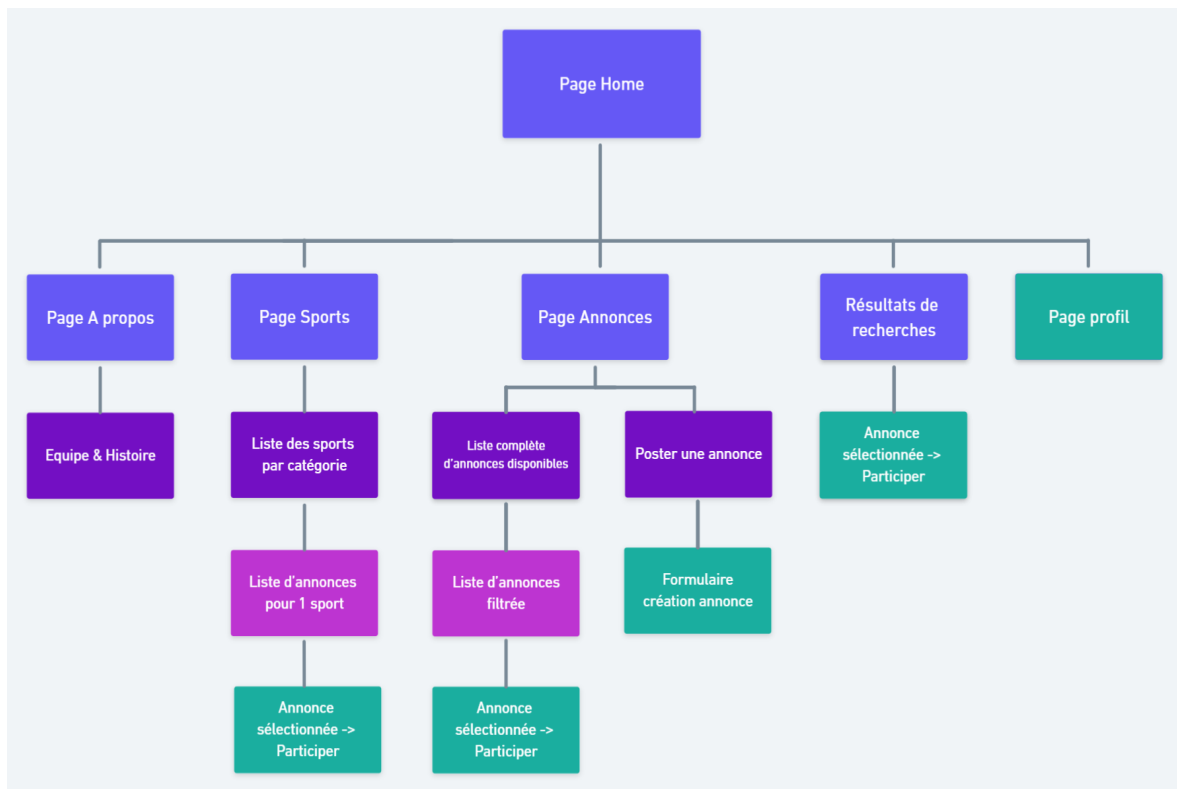 Page Home
Page A propos
Page Sports
Page Annonces
Résultats de
recherches
Page profil
Equipe & Histoire
Liste des sports
par catégorie
Liste complète
d'annonces disponibles
Poster une annonce
Annonce
sélectionnée ->
Participer
Liste d'annonces
pour 1 sport
Liste d'annonces
filtrée
Formulaire
création annonce
Annonce
sélectionnée ->
Participer
Annonce
sélectionnée ->
Participer